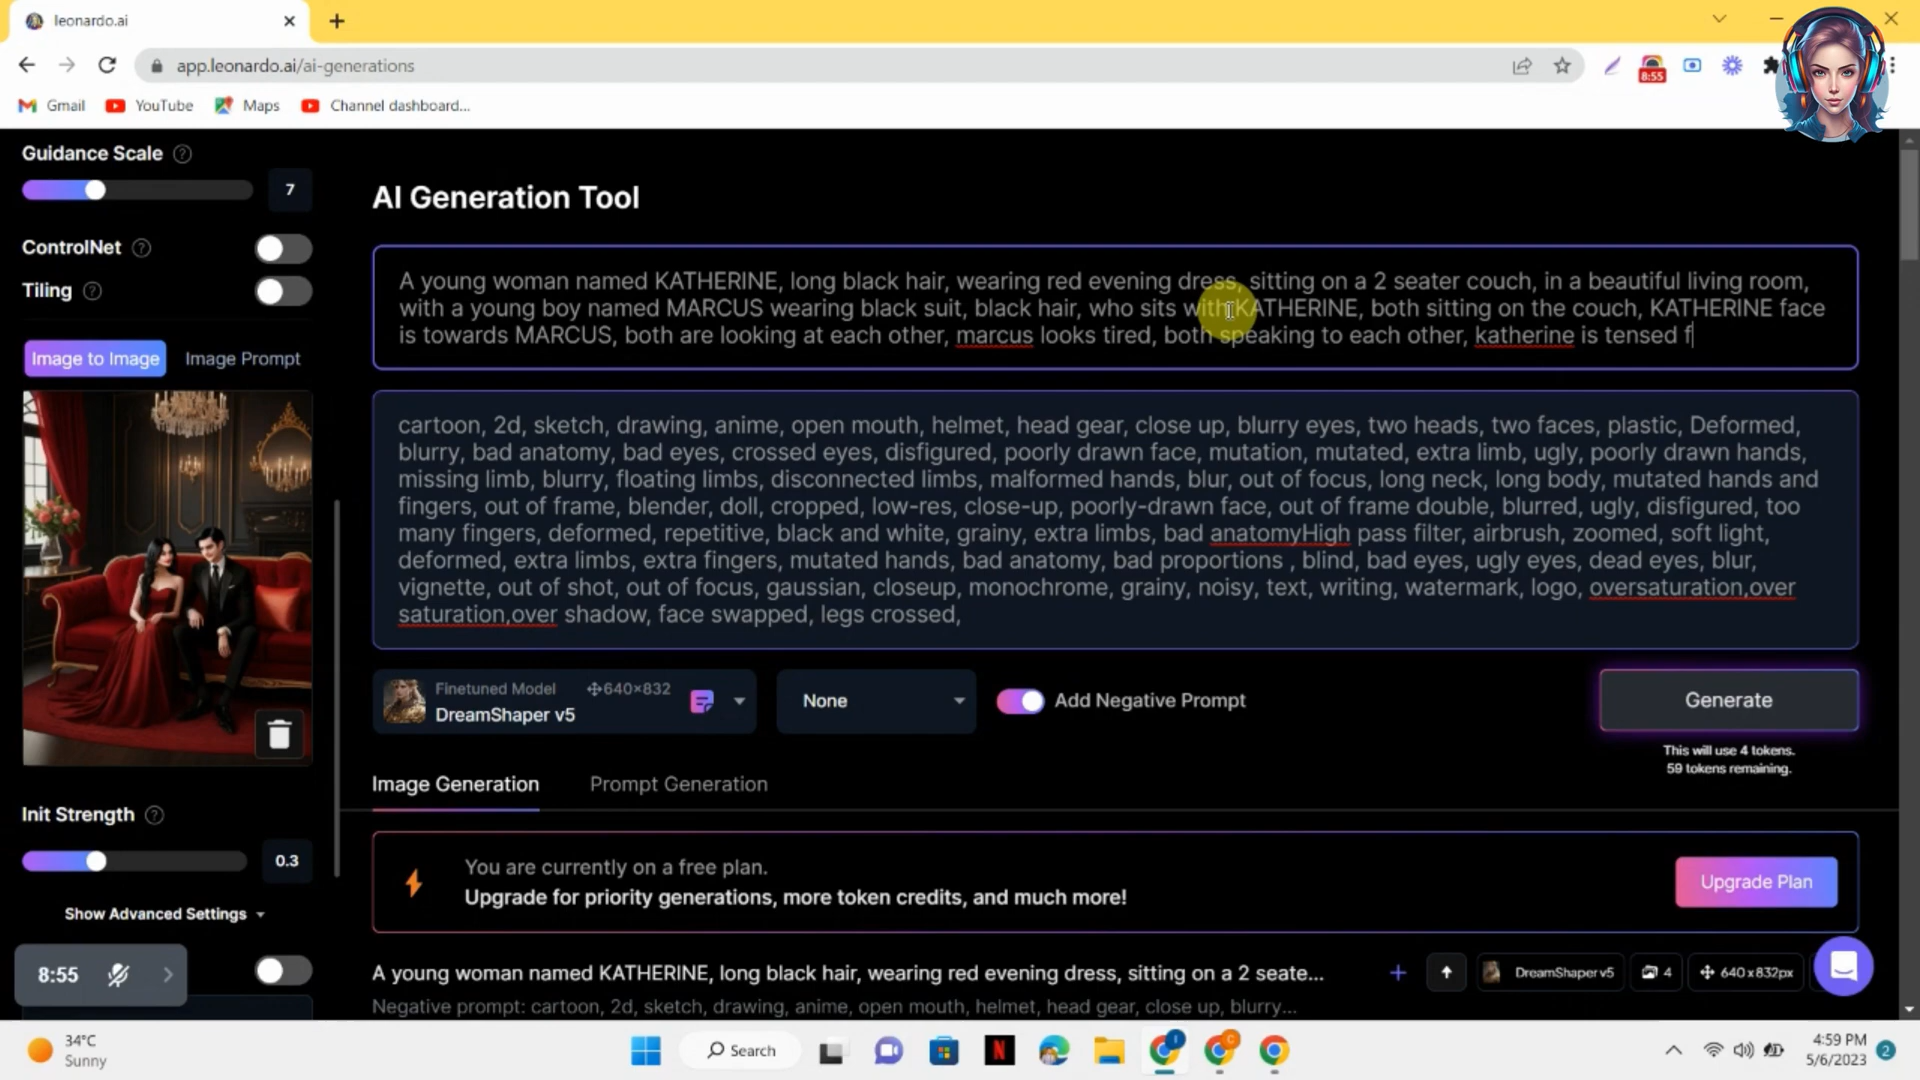 leonardo.ai
app.leonardo.ai/ai-generations
8:55
Gmail
YouTube
Maps
Channel dashboard...
Guidance Scale
7
ControlNet
Tiling
Image to Image
Image Prompt
Init Strength
0.3
Show Advanced Settings
8:55
AI Generation Tool
A young woman named KATHERINE, long black hair, wearing red evening dress, sitting on a 2 seater couch, in a beautiful living room,
with a young boy named MARCUS wearing black suit, black hair, who sits with KATHERINE, both sitting on the couch, KATHERINE face
is towards MARCUS, both are looking at each other, marcus looks tired, both speaking to each other, katherine is tensed f
cartoon, 2d, sketch, drawing, anime, open mouth, helmet, head gear, close up, blurry eyes, two heads, two faces, plastic, Deformed,
blurry, bad anatomy, bad eyes, crossed eyes, disfigured, poorly drawn face, mutation, mutated, extra limb, ugly, poorly drawn hands,
missing limb, blurry, floating limbs, disconnected limbs, malformed hands, blur, out of focus, long neck, long body, mutated hands and
fingers, out of frame, blender, doll, cropped, low-res, close-up, poorly-drawn face, out of frame double, blurred, ugly, disfigured, too
many fingers, deformed, repetitive, black and white, grainy, extra limbs, bad anatomyHigh pass filter, airbrush, zoomed, soft light,
deformed, extra limbs, extra fingers, mutated hands, bad anatomy, bad proportions , blind, bad eyes, ugly eyes, dead eyes, blur,
vignette, out of shot, out of focus, gaussian, closeup, monochrome, grainy, noisy, text, writing, watermark, logo, oversaturation,over
saturation,over shadow, face swapped, legs crossed,
Finetuned Model
640×832
DreamShaper v5
None
Add Negative Prompt
Generate
This will use 4 tokens.
59 tokens remaining.
Image Generation
Prompt Generation
You are currently on a free plan.
Upgrade for priority generations, more token credits, and much more!
Upgrade Plan
A young woman named KATHERINE, long black hair, wearing red evening dress, sitting on a 2 seate...
DreamShaper v5
4
640 x 832px
Negative prompt: cartoon, 2d, sketch, drawing, anime, open mouth, helmet, head gear, close up, blurry...
34°C
Sunny
Search
4:59 PM
5/6/2023
2